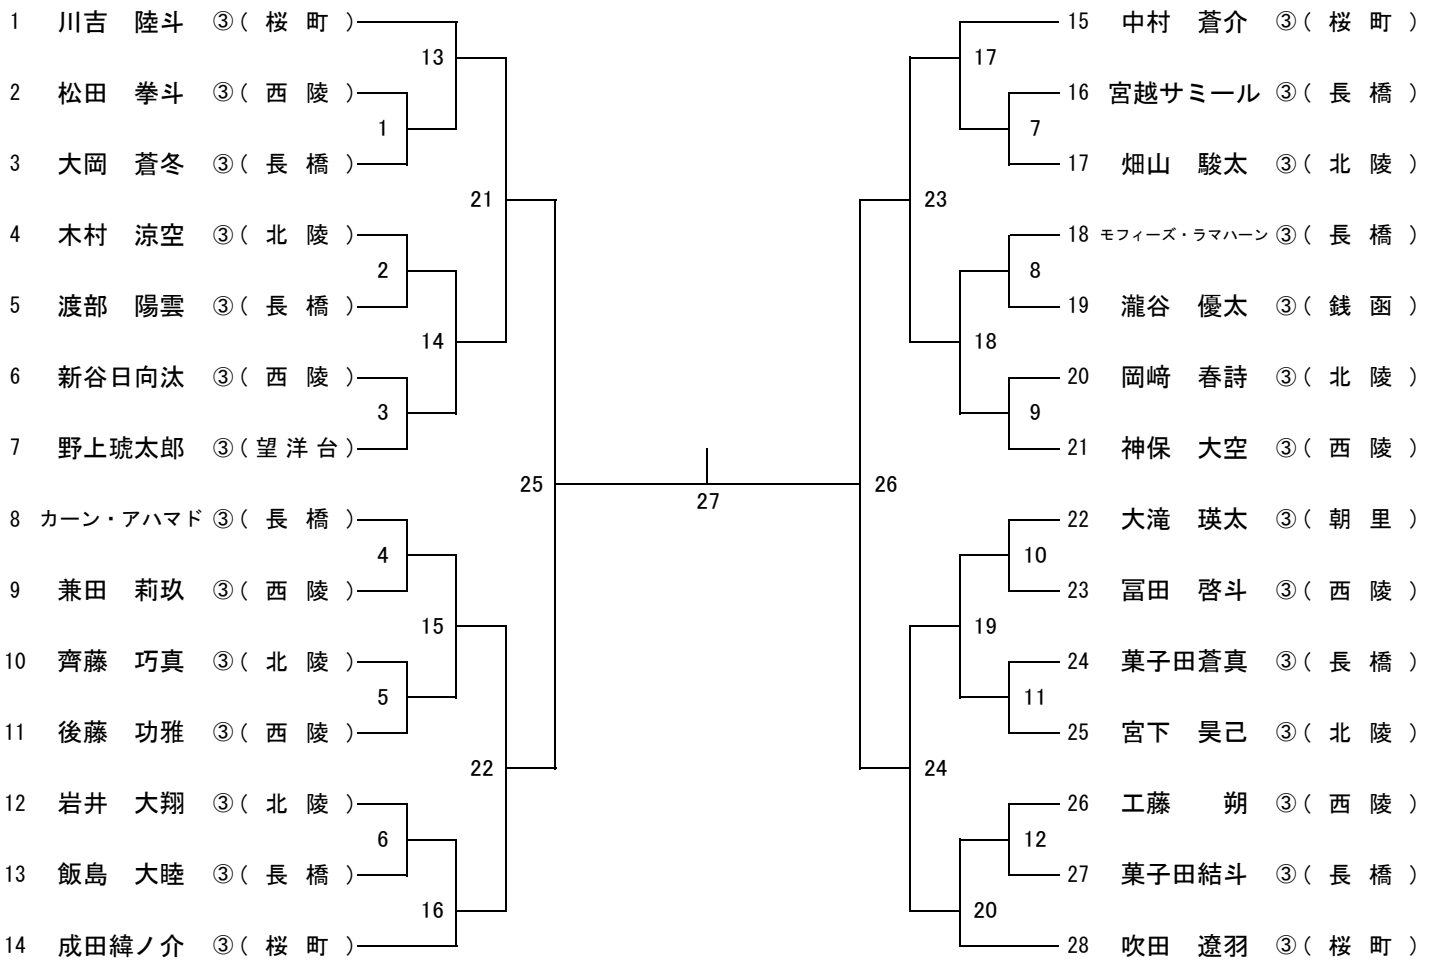 1 川吉 陸斗 ③( 桜 町 )
13
2 松田 拳斗 ③( 西 陵 )
1
3 大岡 蒼冬 ③( 長 橋 )
21
4 木村 涼空 ③( 北 陵 )
2
5 渡部 陽雲 ③( 長 橋 )
14
6 新谷日向汰 ③( 西 陵 )
3
7 野上琥太郎 ③( 望 洋 台 )
25
8 カーン・アハマド ③( 長 橋 )
4
9 兼田 莉玖 ③( 西 陵 )
15
10 齊藤 巧真 ③( 北 陵 )
5
11 後藤 功雅 ③( 西 陵 )
22
12 岩井 大翔 ③( 北 陵 )
6
13 飯島 大睦 ③( 長 橋 )
16
14 成田緯ノ介 ③( 桜 町 )
27
15 中村 蒼介 ③( 桜 町 )
17
16 宮越サミール ③( 長 橋 )
7
17 畑山 駿太 ③( 北 陵 )
23
18 モフィーズ・ラマハーン ③( 長 橋 )
8
19 瀧谷 優太 ③( 銭 函 )
18
20 岡﨑 春詩 ③( 北 陵 )
9
21 神保 大空 ③( 西 陵 )
26
22 大滝 瑛太 ③( 朝 里 )
10
23 冨田 啓斗 ③( 西 陵 )
19
24 菓子田蒼真 ③( 長 橋 )
11
25 宮下 昊己 ③( 北 陵 )
24
26 工藤 朔 ③( 西 陵 )
12
27 菓子田結斗 ③( 長 橋 )
20
28 吹田 遼羽 ③( 桜 町 )